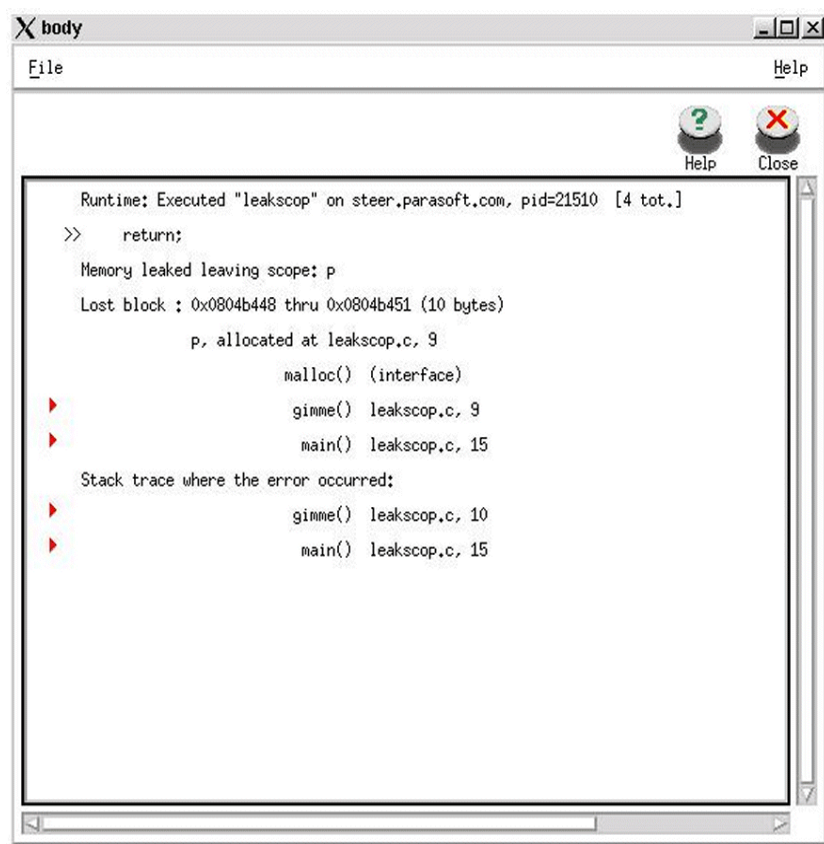 X body
File Help
Help Close
Runtime: Executed "leakscop" on steer.parasoft.com, pid=21510 [4 tot.]
>> return;
Memory leaked leaving scope: p
Lost block : 0x0804b448 thru 0x0804b451 (10 bytes)
p, allocated at leakscop.c, 9
malloc() (interface)
gimme() leakscop.c, 9
main() leakscop.c, 15
Stack trace where the error occurred:
gimme() leakscop.c, 10
main() leakscop.c, 15